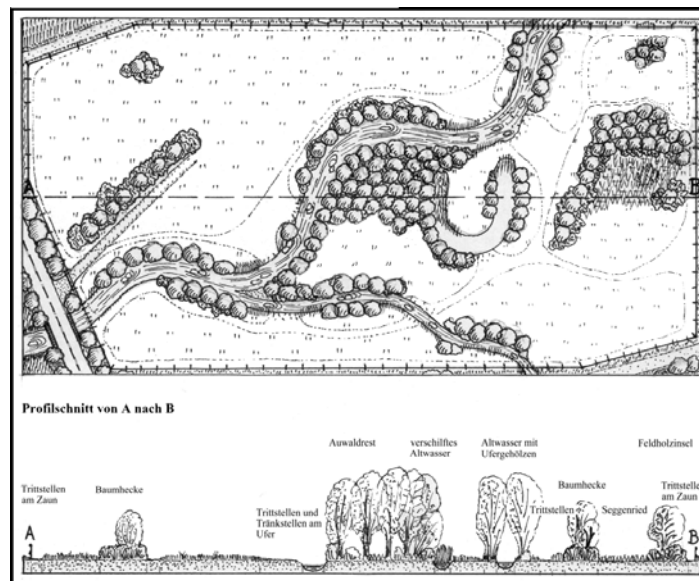 A
B
Profilschnitt von A nach B
Auwaldrest
verschilftes
Altwasser
Altwasser mit
Ufergehölzen
Feldholzinsel
Trittstellen
am Zaun
Baumhecke
Trittstellen und
Tränkstellen am
Ufer
Baumhecke
Trittstellen
Seggenried
Trittstelle
am Zaun
A
B